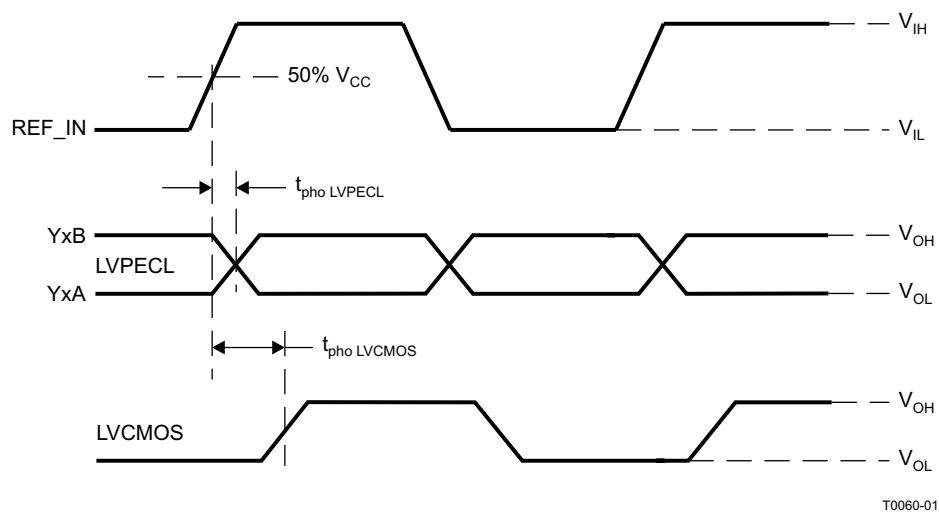 V_IH
50% V_CC
REF_IN
V_IL
t_pho LVPECL
YxB
V_OH
LVPECL
YxA
V_OL
t_pho LVCMOS
V_OH
LVCMOS
V_OL
T0060-01